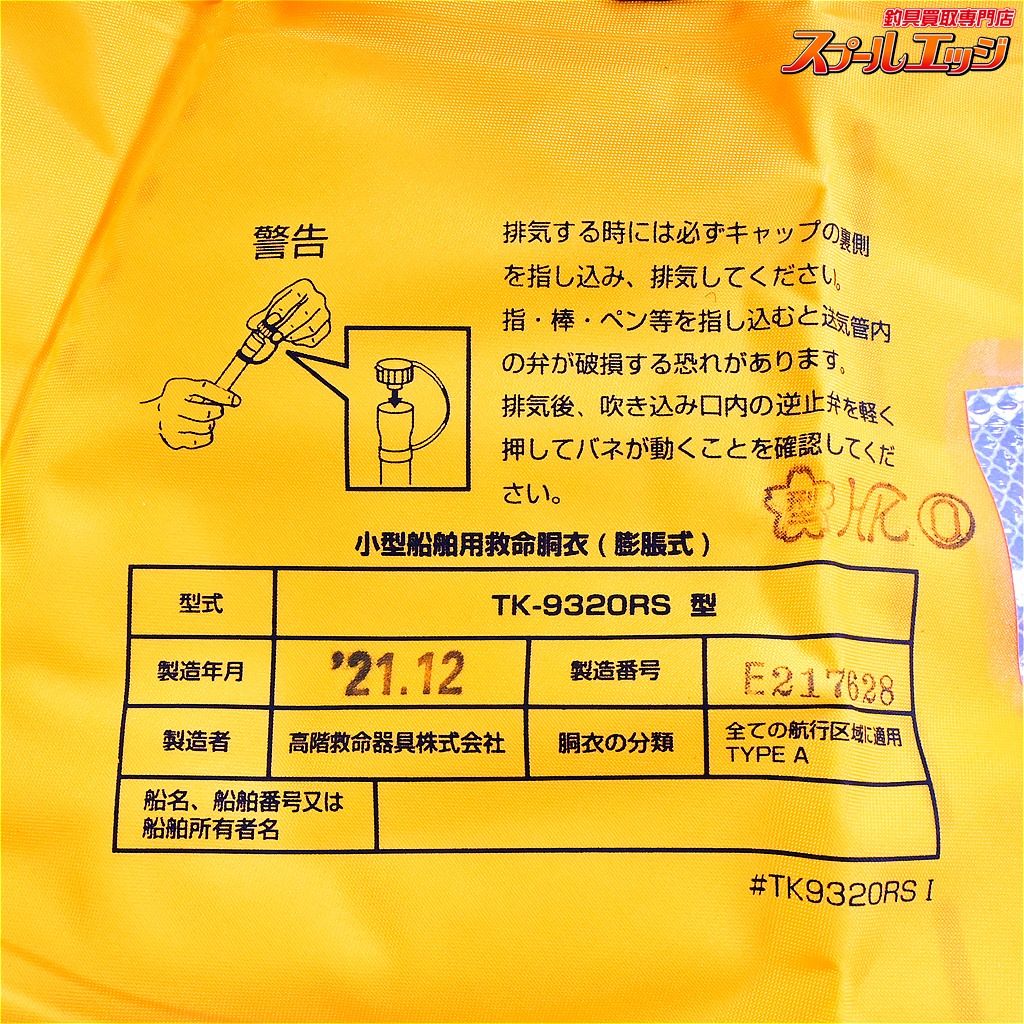 釣具買取専門店
スプールエッジ
警告
排気する時には必ずキャップの裏側
を指し込み、排気してください。
指・棒・ペン等を指し込むと送気管内
の弁が破損する恐れがあります。
排気後、吹き込み口内の逆止弁を軽く
押してバネが動くことを確認してくだ
さい。
型 HK 0
小型船舶用救命胴衣(膨脹式)
型式 TK-9320RS 型
製造年月 '21.12 製造番号 E217628
製造者 高階救命器具株式会社 胴衣の分類 全ての航行区域に適用
TYPE A
船名、船舶番号又は
船舶所有者名
#TK9320RS I